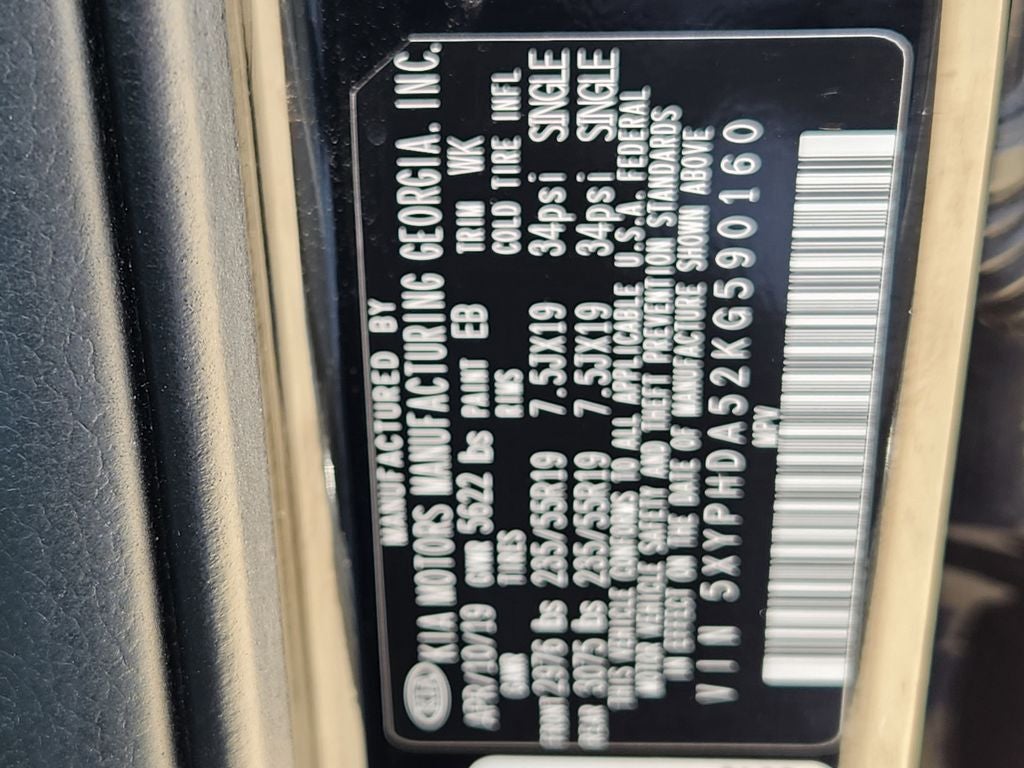 MANUFACTURED BY
KIA KIA MOTORS MANUFACTURING GEORGIA. INC.
APR/10/19 GVWR 5622 LBS PAINT EB TRIM WK
GAWR TIRES RIMS COLD TIRE INFL
FRONT 2976 LBS 235/55R19 7.5JX19 34psi SINGLE
REAR 3075 LBS 235/55R19 7.5JX19 34psi SINGLE
THIS VEHICLE CONFORMS TO ALL APPLICABLE U.S.A. FEDERAL
MOTOR VEHICLE SAFETY AND THEFT PREVENTION STANDARDS
IN EFFECT ON THE DATE OF MANUFACTURE SHOWN ABOVE
VIN 5XYPHDA52KG590160
MPV